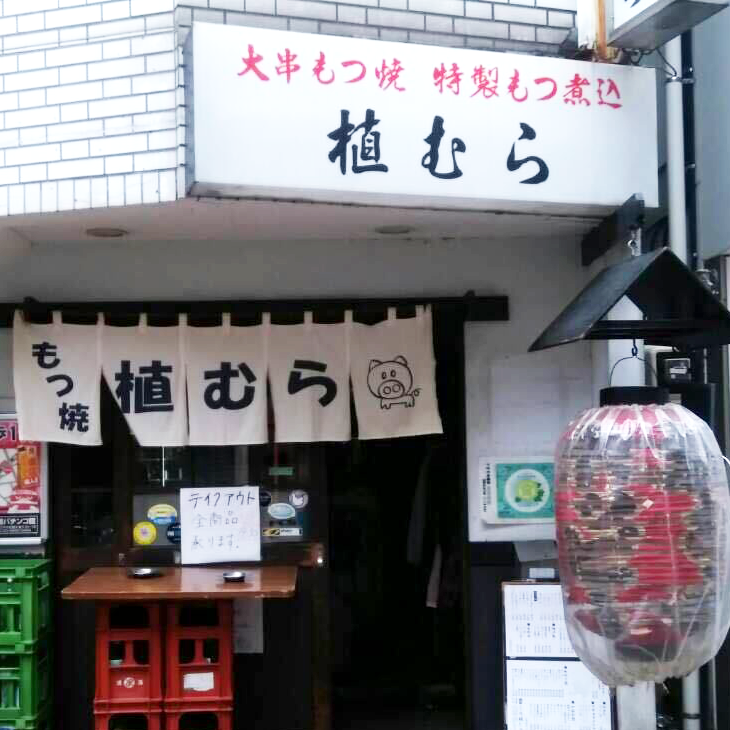 大串もつ焼 特製もつ煮込
植むら
もつ焼
植むら
テイクアウト
全商品
承ります!